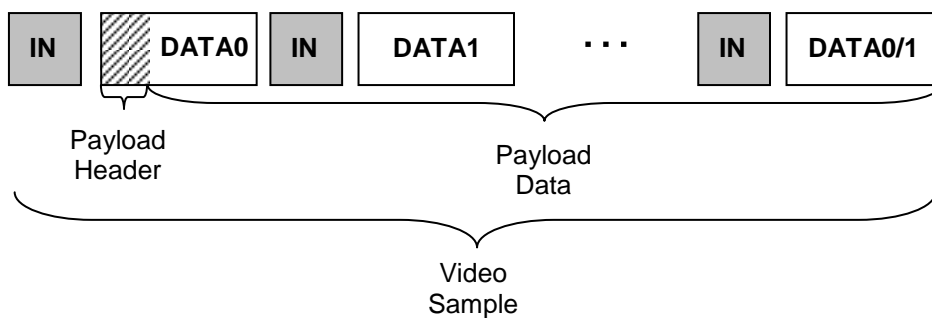 IN DATA0 IN DATA1 ... IN DATA0/1
Payload
Header
Payload
Data
Video
Sample